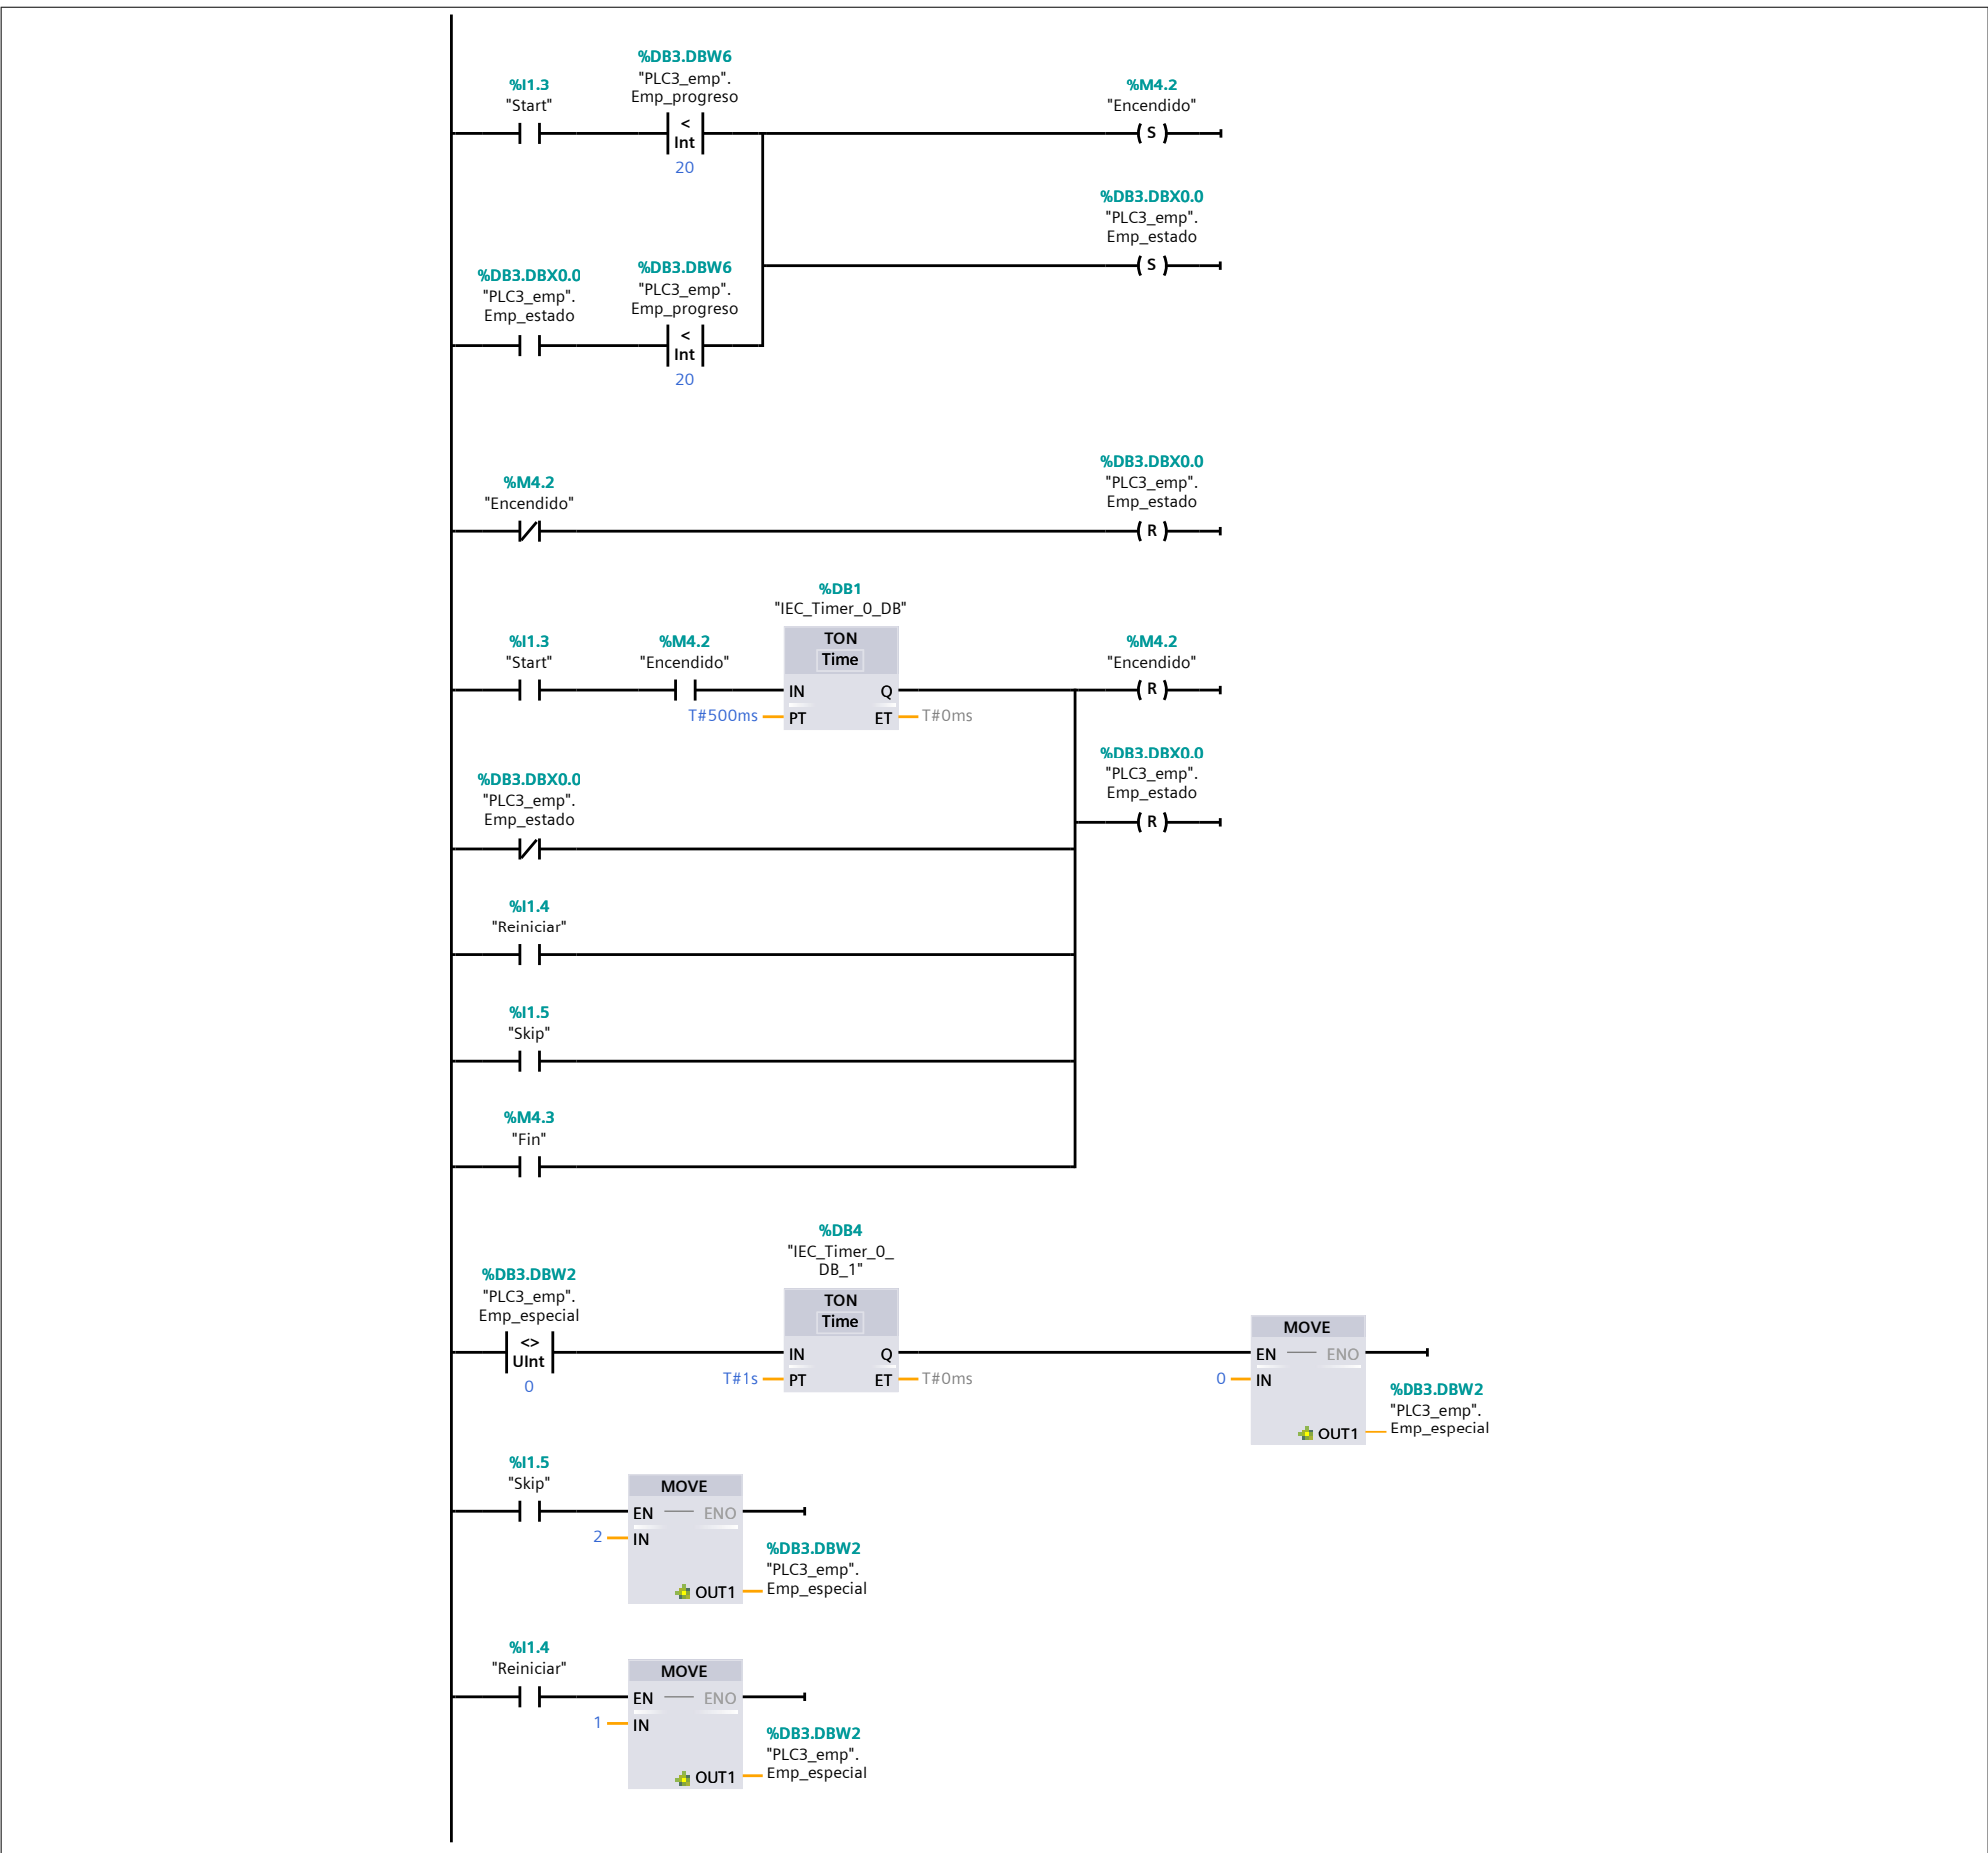 %DB3.DBW6
%I1.3
"PLC3_emp".
%M4.2
"Start"
Emp_progreso
"Encendido"
<
Int
S
20
%DB3.DBX0.0
"PLC3_emp".
Emp_estado
S
%DB3.DBX0.0
%DB3.DBW6
"PLC3_emp".
"PLC3_emp".
Emp_estado
Emp_progreso
<
Int
20
%M4.2
"Encendido"
%DB3.DBX0.0
"PLC3_emp".
Emp_estado
R
%DB1
"IEC_Timer_0_DB"
%I1.3
"Start"
%M4.2
"Encendido"
TON
Time
IN Q
T#500ms PT ET T#0ms
%M4.2
"Encendido"
R
%DB3.DBX0.0
"PLC3_emp".
Emp_estado
R
%DB3.DBX0.0
"PLC3_emp".
Emp_estado
%I1.4
"Reiniciar"
%I1.5
"Skip"
%M4.3
"Fin"
%DB4
"IEC_Timer_0_
DB_1"
%DB3.DBW2
"PLC3_emp".
Emp_especial
<>
UInt
0
TON
Time
IN Q
T#1s PT ET T#0ms
MOVE
EN ENO
0 IN
OUT1
%DB3.DBW2
"PLC3_emp".
Emp_especial
%I1.5
"Skip"
MOVE
EN ENO
2 IN
OUT1
%DB3.DBW2
"PLC3_emp".
Emp_especial
%I1.4
"Reiniciar"
MOVE
EN ENO
1 IN
OUT1
%DB3.DBW2
"PLC3_emp".
Emp_especial